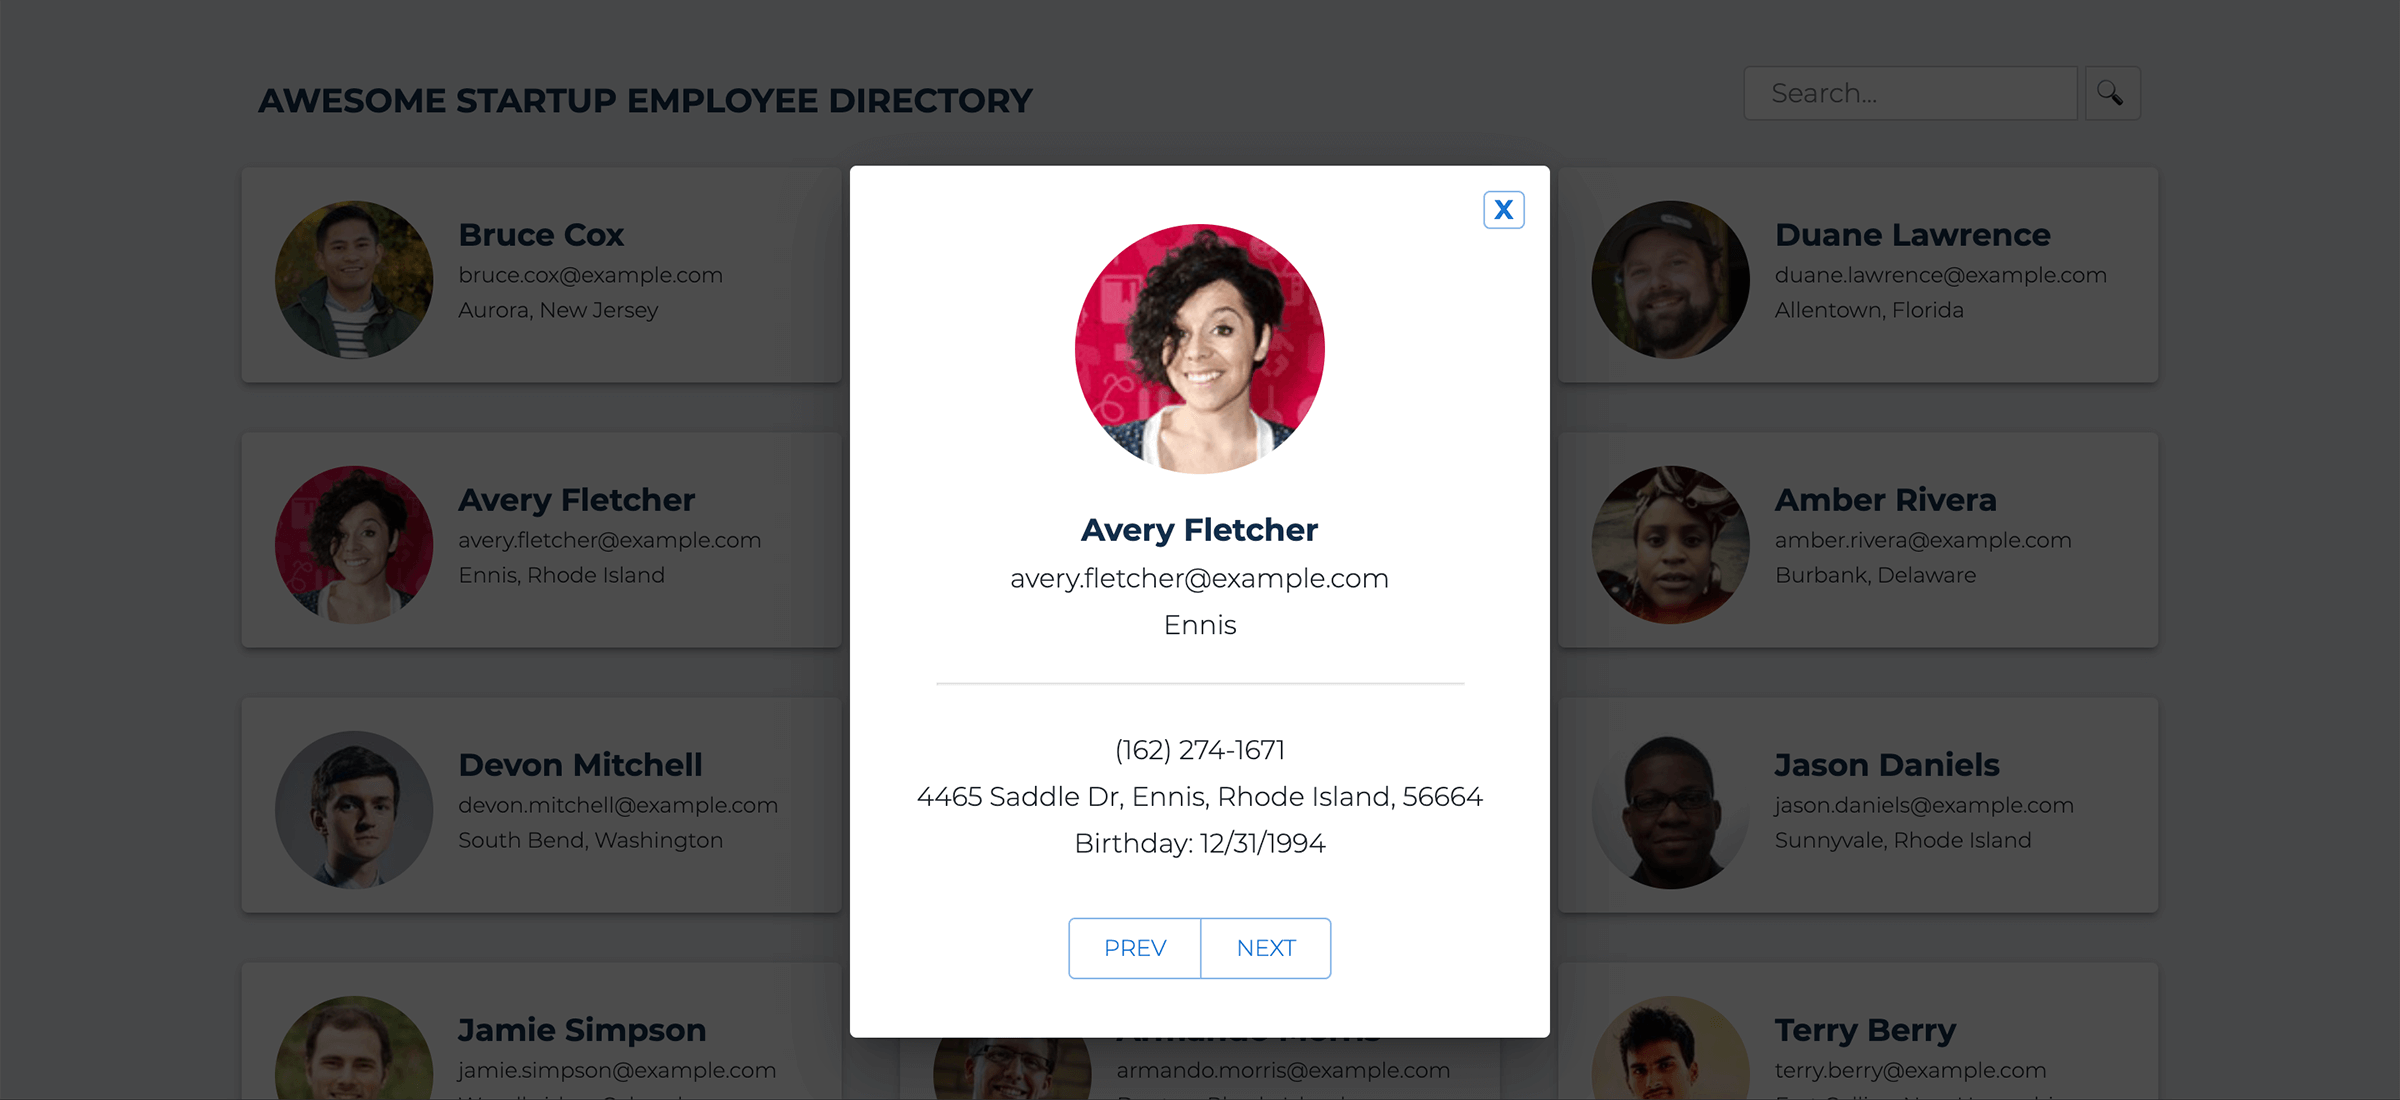 AWESOME STARTUP EMPLOYEE DIRECTORY
Search...
Bruce Cox
bruce.cox@example.com
Aurora, New Jersey
X
Avery Fletcher
avery.fletcher@example.com
Ennis
(162) 274-1671
4465 Saddle Dr, Ennis, Rhode Island, 56664
Birthday: 12/31/1994
PREV
NEXT
Duane Lawrence
duane.lawrence@example.com
Allentown, Florida
Avery Fletcher
avery.fletcher@example.com
Ennis, Rhode Island
Amber Rivera
amber.rivera@example.com
Burbank, Delaware
Devon Mitchell
devon.mitchell@example.com
South Bend, Washington
Jason Daniels
jason.daniels@example.com
Sunnyvale, Rhode Island
Jamie Simpson
jamie.simpson@example.com
Armando Morris
armando.morris@example.com
Terry Berry
terry.berry@example.com